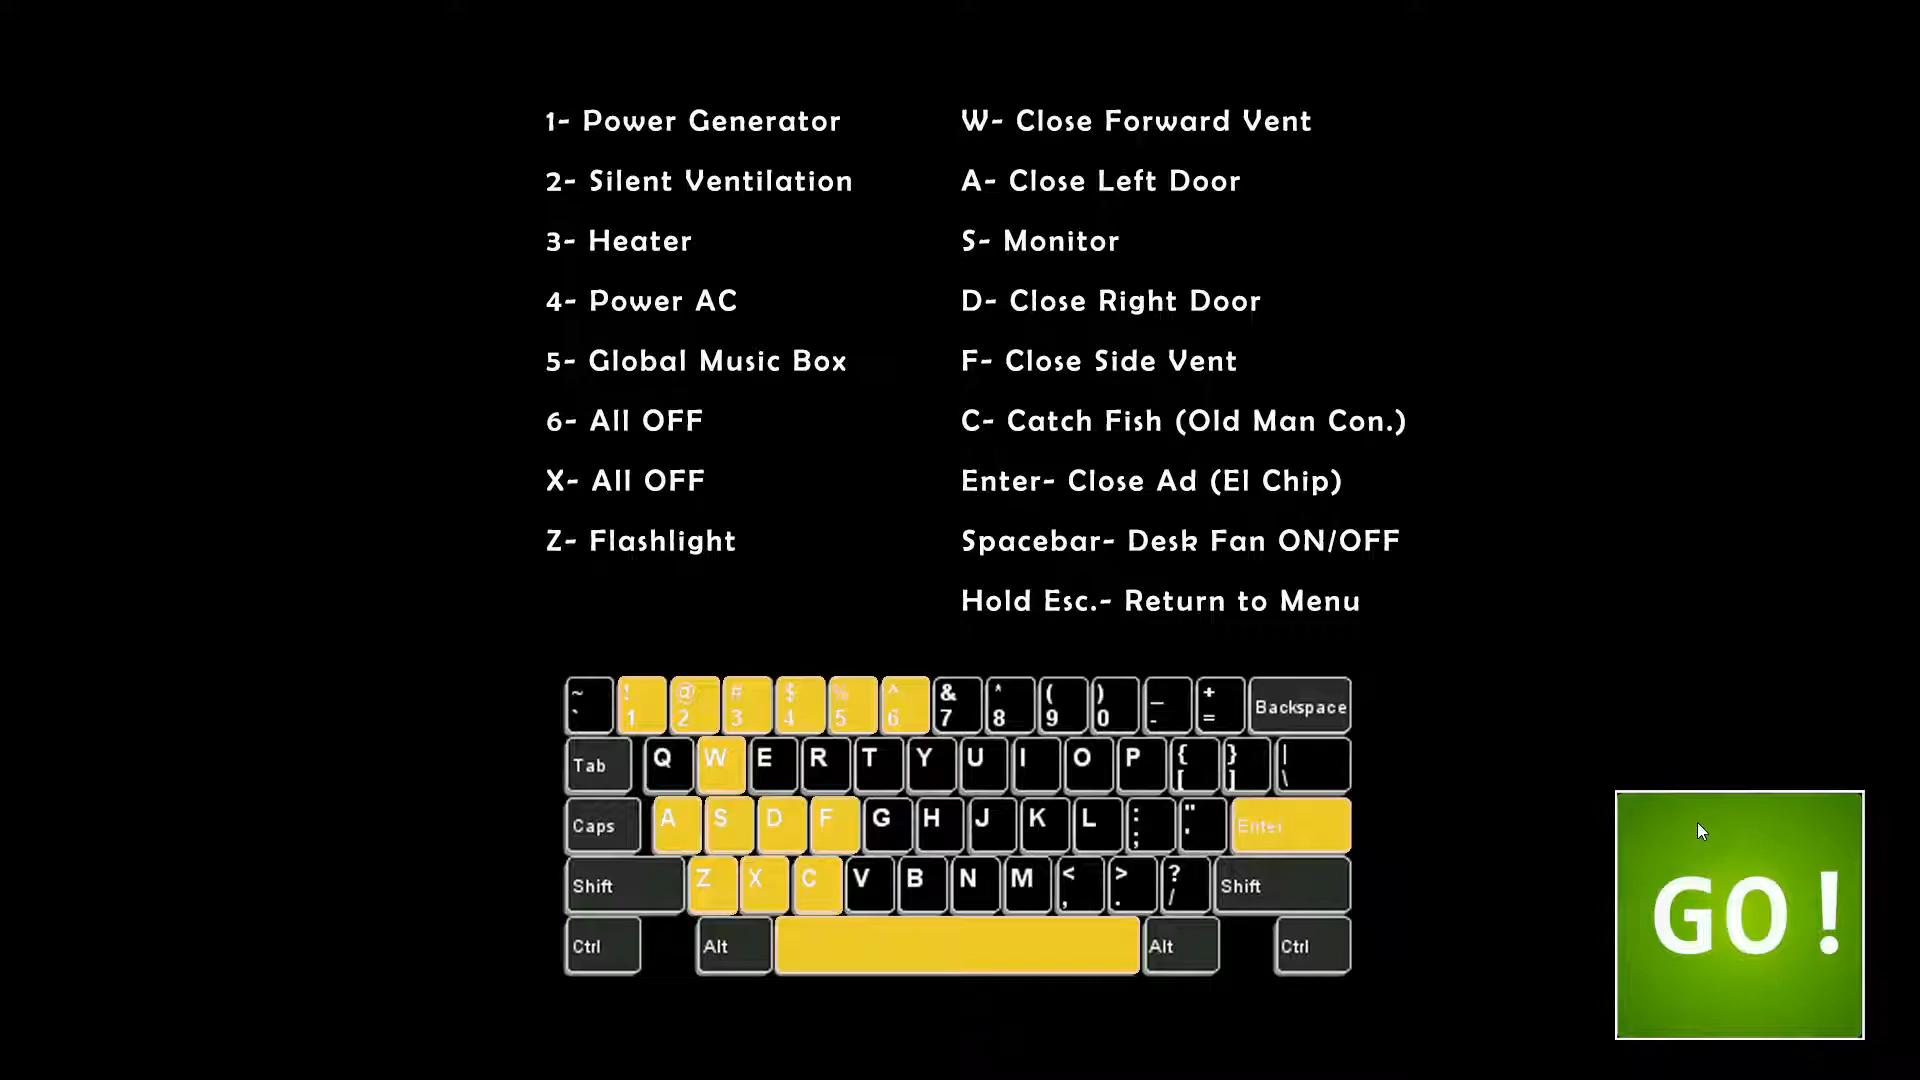 1- Power Generator
2- Silent Ventilation
3- Heater
4- Power AC
5- Global Music Box
6- All OFF
X- All OFF
Z- Flashlight
W- Close Forward Vent
A- Close Left Door
S- Monitor
D- Close Right Door
F- Close Side Vent
C- Catch Fish (Old Man Con.)
Enter- Close Ad (El Chip)
Spacebar- Desk Fan ON/OFF
Hold Esc.- Return to Menu
~ ! @ # $ % ^ & * ( ) _ +
` 1 2 3 4 5 6 7 8 9 0 - = Backspace
Tab Q W E R T Y U I O P { [ } ] | \
Caps A S D F G H J K L : ; " ' Enter
Shift Z X C V B N M < , > . ? / Shift
Ctrl Alt Alt Ctrl
GO!